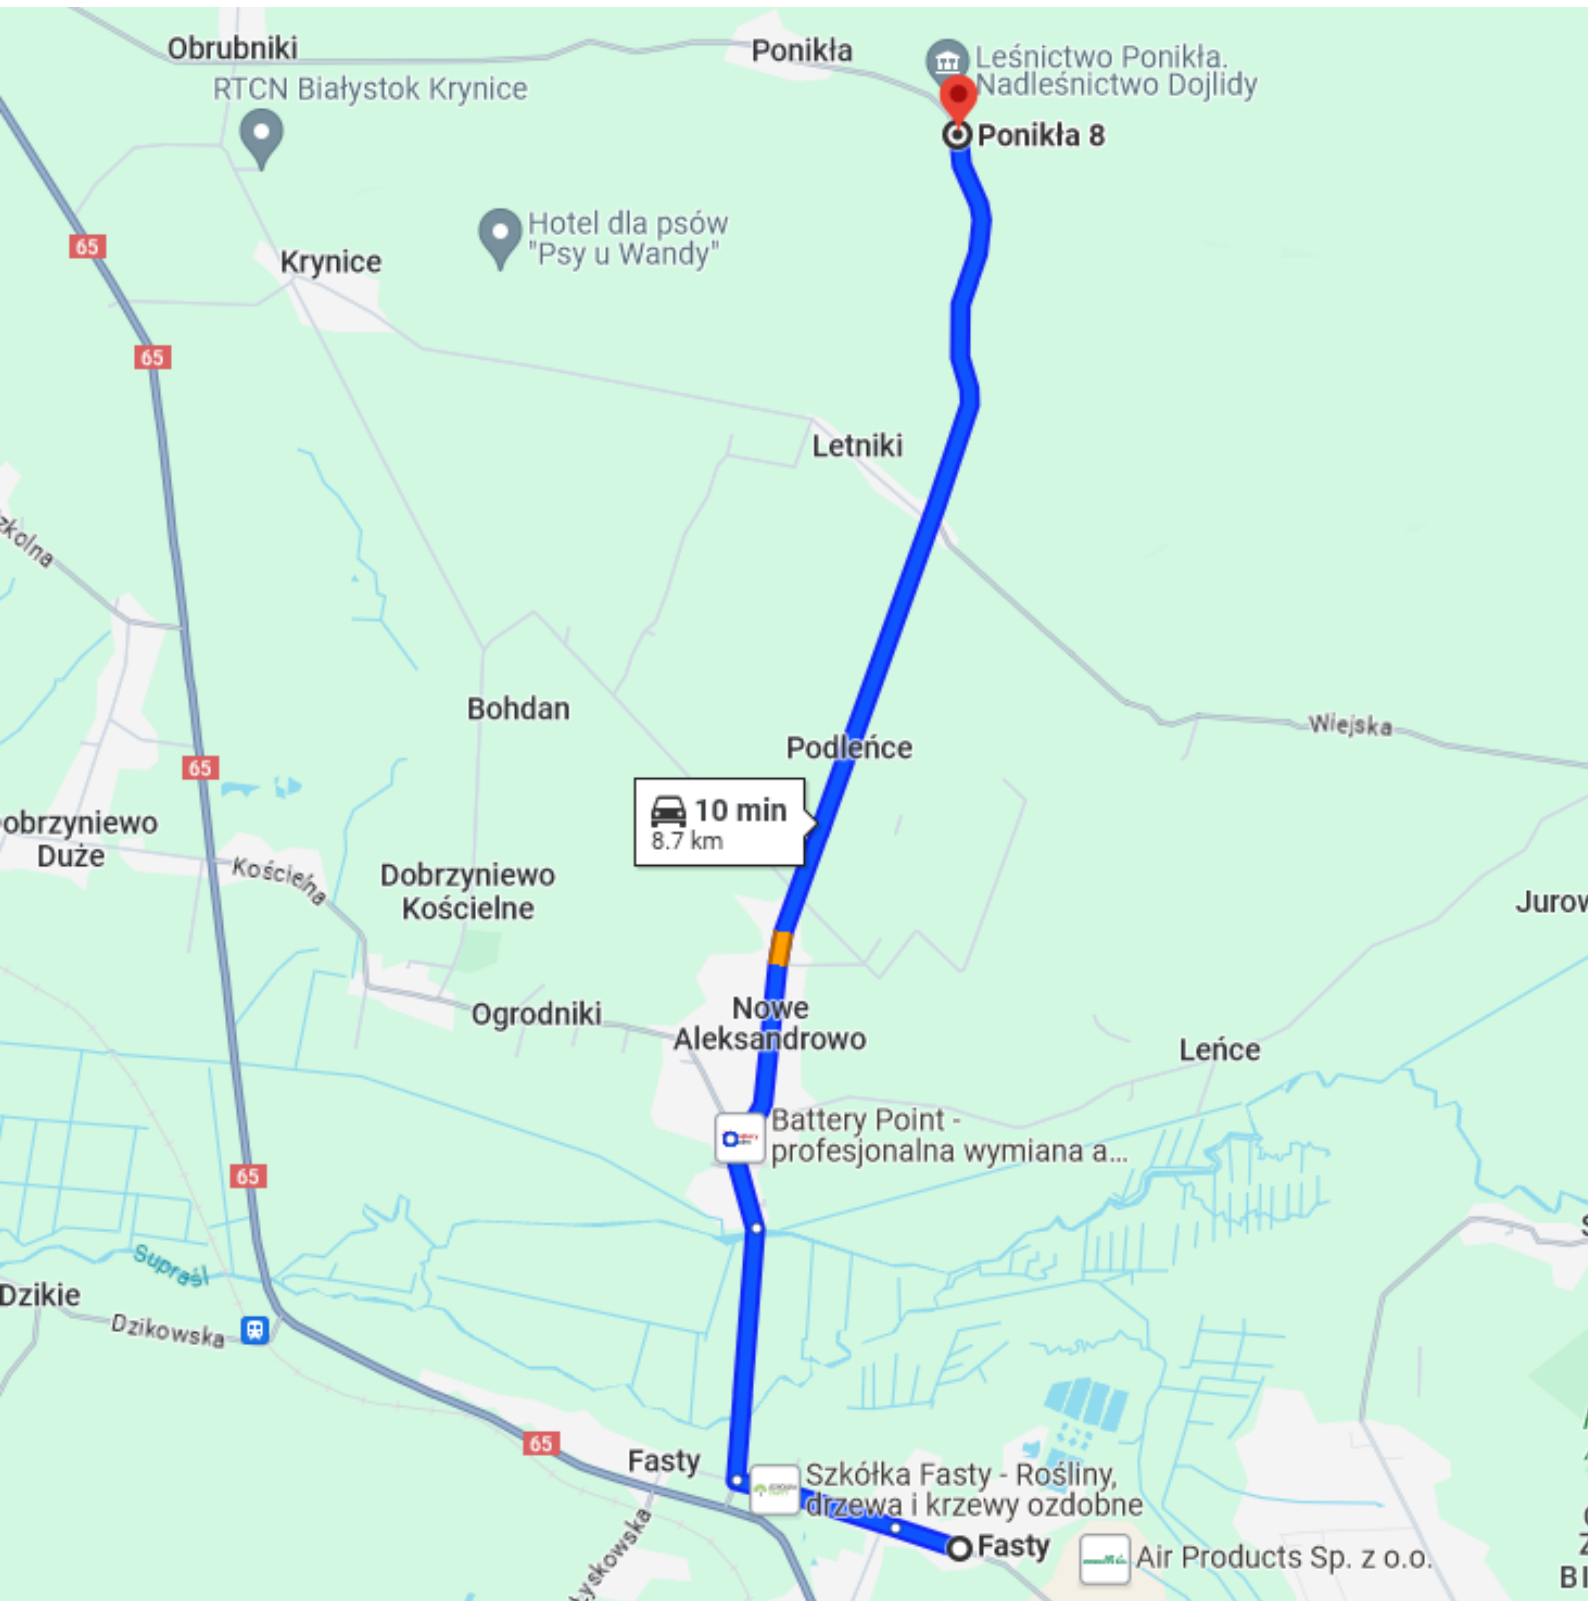 Obrubniki
Ponikła
Leśnictwo Ponikła.
Nadleśnictwo Dojlidy
RTCN Białystok Krynice
Ponikła 8
Hotel dla psów
"Psy u Wandy"
65
Krynice
65
Letniki
Bohdan
Wiejska
Podleńce
65
10 min
8.7 km
obrzyniewo
Duże
Kościelna
Dobrzyniewo
Kościelne
Nowe
Aleksandrowo
Ogrodniki
Leńce
Battery Point -
profesjonalna wymiana a...
65
Supraśl
Dzikie
Dzikowska
65
Fasty
Szkółka Fasty - Rośliny,
drzewa i krzewy ozdobne
Fasty
Air Products Sp. z o.o.